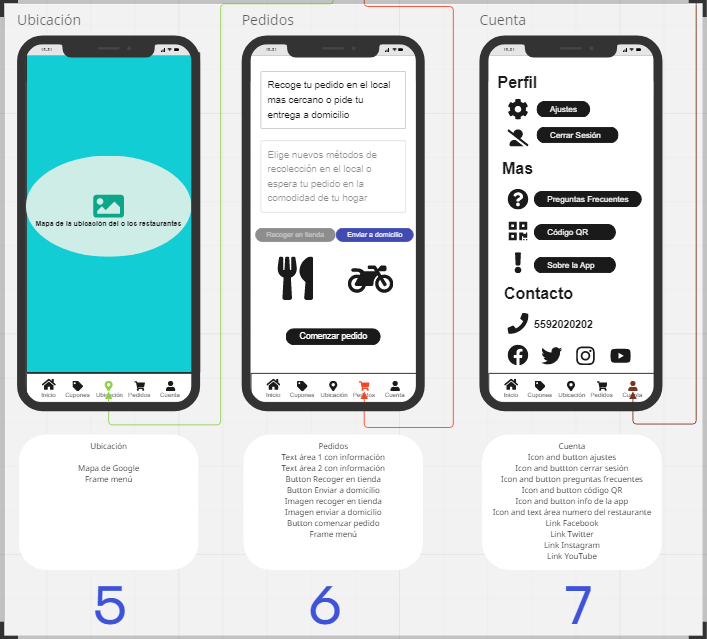 Ubicación
Mapa de la ubicación del o los restaurantes
Inicio
Cupones
Ubicación
Pedidos
Cuenta
Ubicación
Mapa de Google
Frame menú
5
Pedidos
Recoge tu pedido en el local
mas cercano o pide tu
entrega a domicilio
Elige nuevos métodos de
recolección en el local o
espera tu pedido en la
comodidad de tu hogar
Recoger en tienda
Enviar a domicilio
Comenzar pedido
Inicio
Cupones
Ubicación
Pedidos
Cuenta
Pedidos
Text área 1 con información
Text área 2 con información
Button Recoger en tienda
Button Enviar a domicilio
Imagen recoger en tienda
Imagen enviar a domicilio
Button comenzar pedido
Frame menú
6
Cuenta
Perfil
Ajustes
Cerrar Sesión
Mas
Preguntas Frecuentes
Código QR
Sobre la App
Contacto
5592020202
Inicio
Cupones
Ubicación
Pedidos
Cuenta
Cuenta
Icon and button ajustes
Icon and buttton cerrar sesión
Icon and button preguntas frecuentes
Icon and button código QR
Icon and button info de la app
Icon and text área numero del restaurante
Link Facebook
Link Twitter
Link Instagram
Link YouTube
7